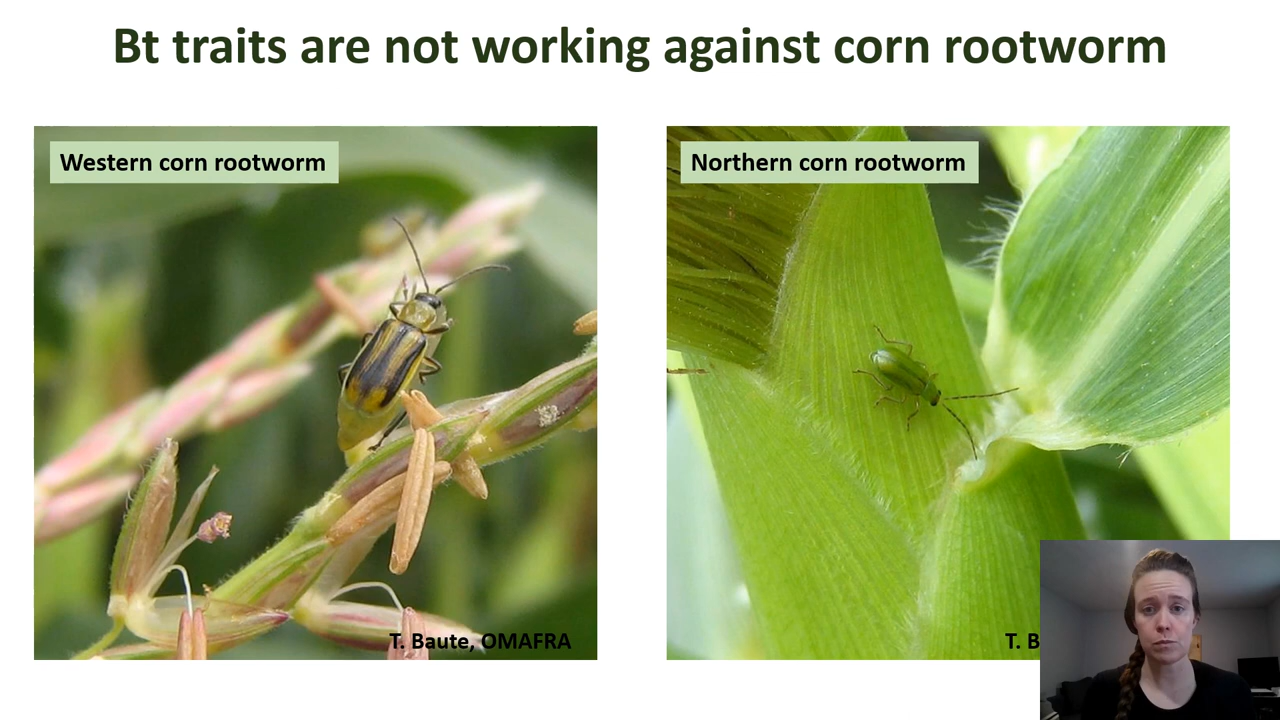 Bt traits are not working against corn rootworm
Western corn rootworm
Northern corn rootworm
T. Baute, OMAFRA
T. B